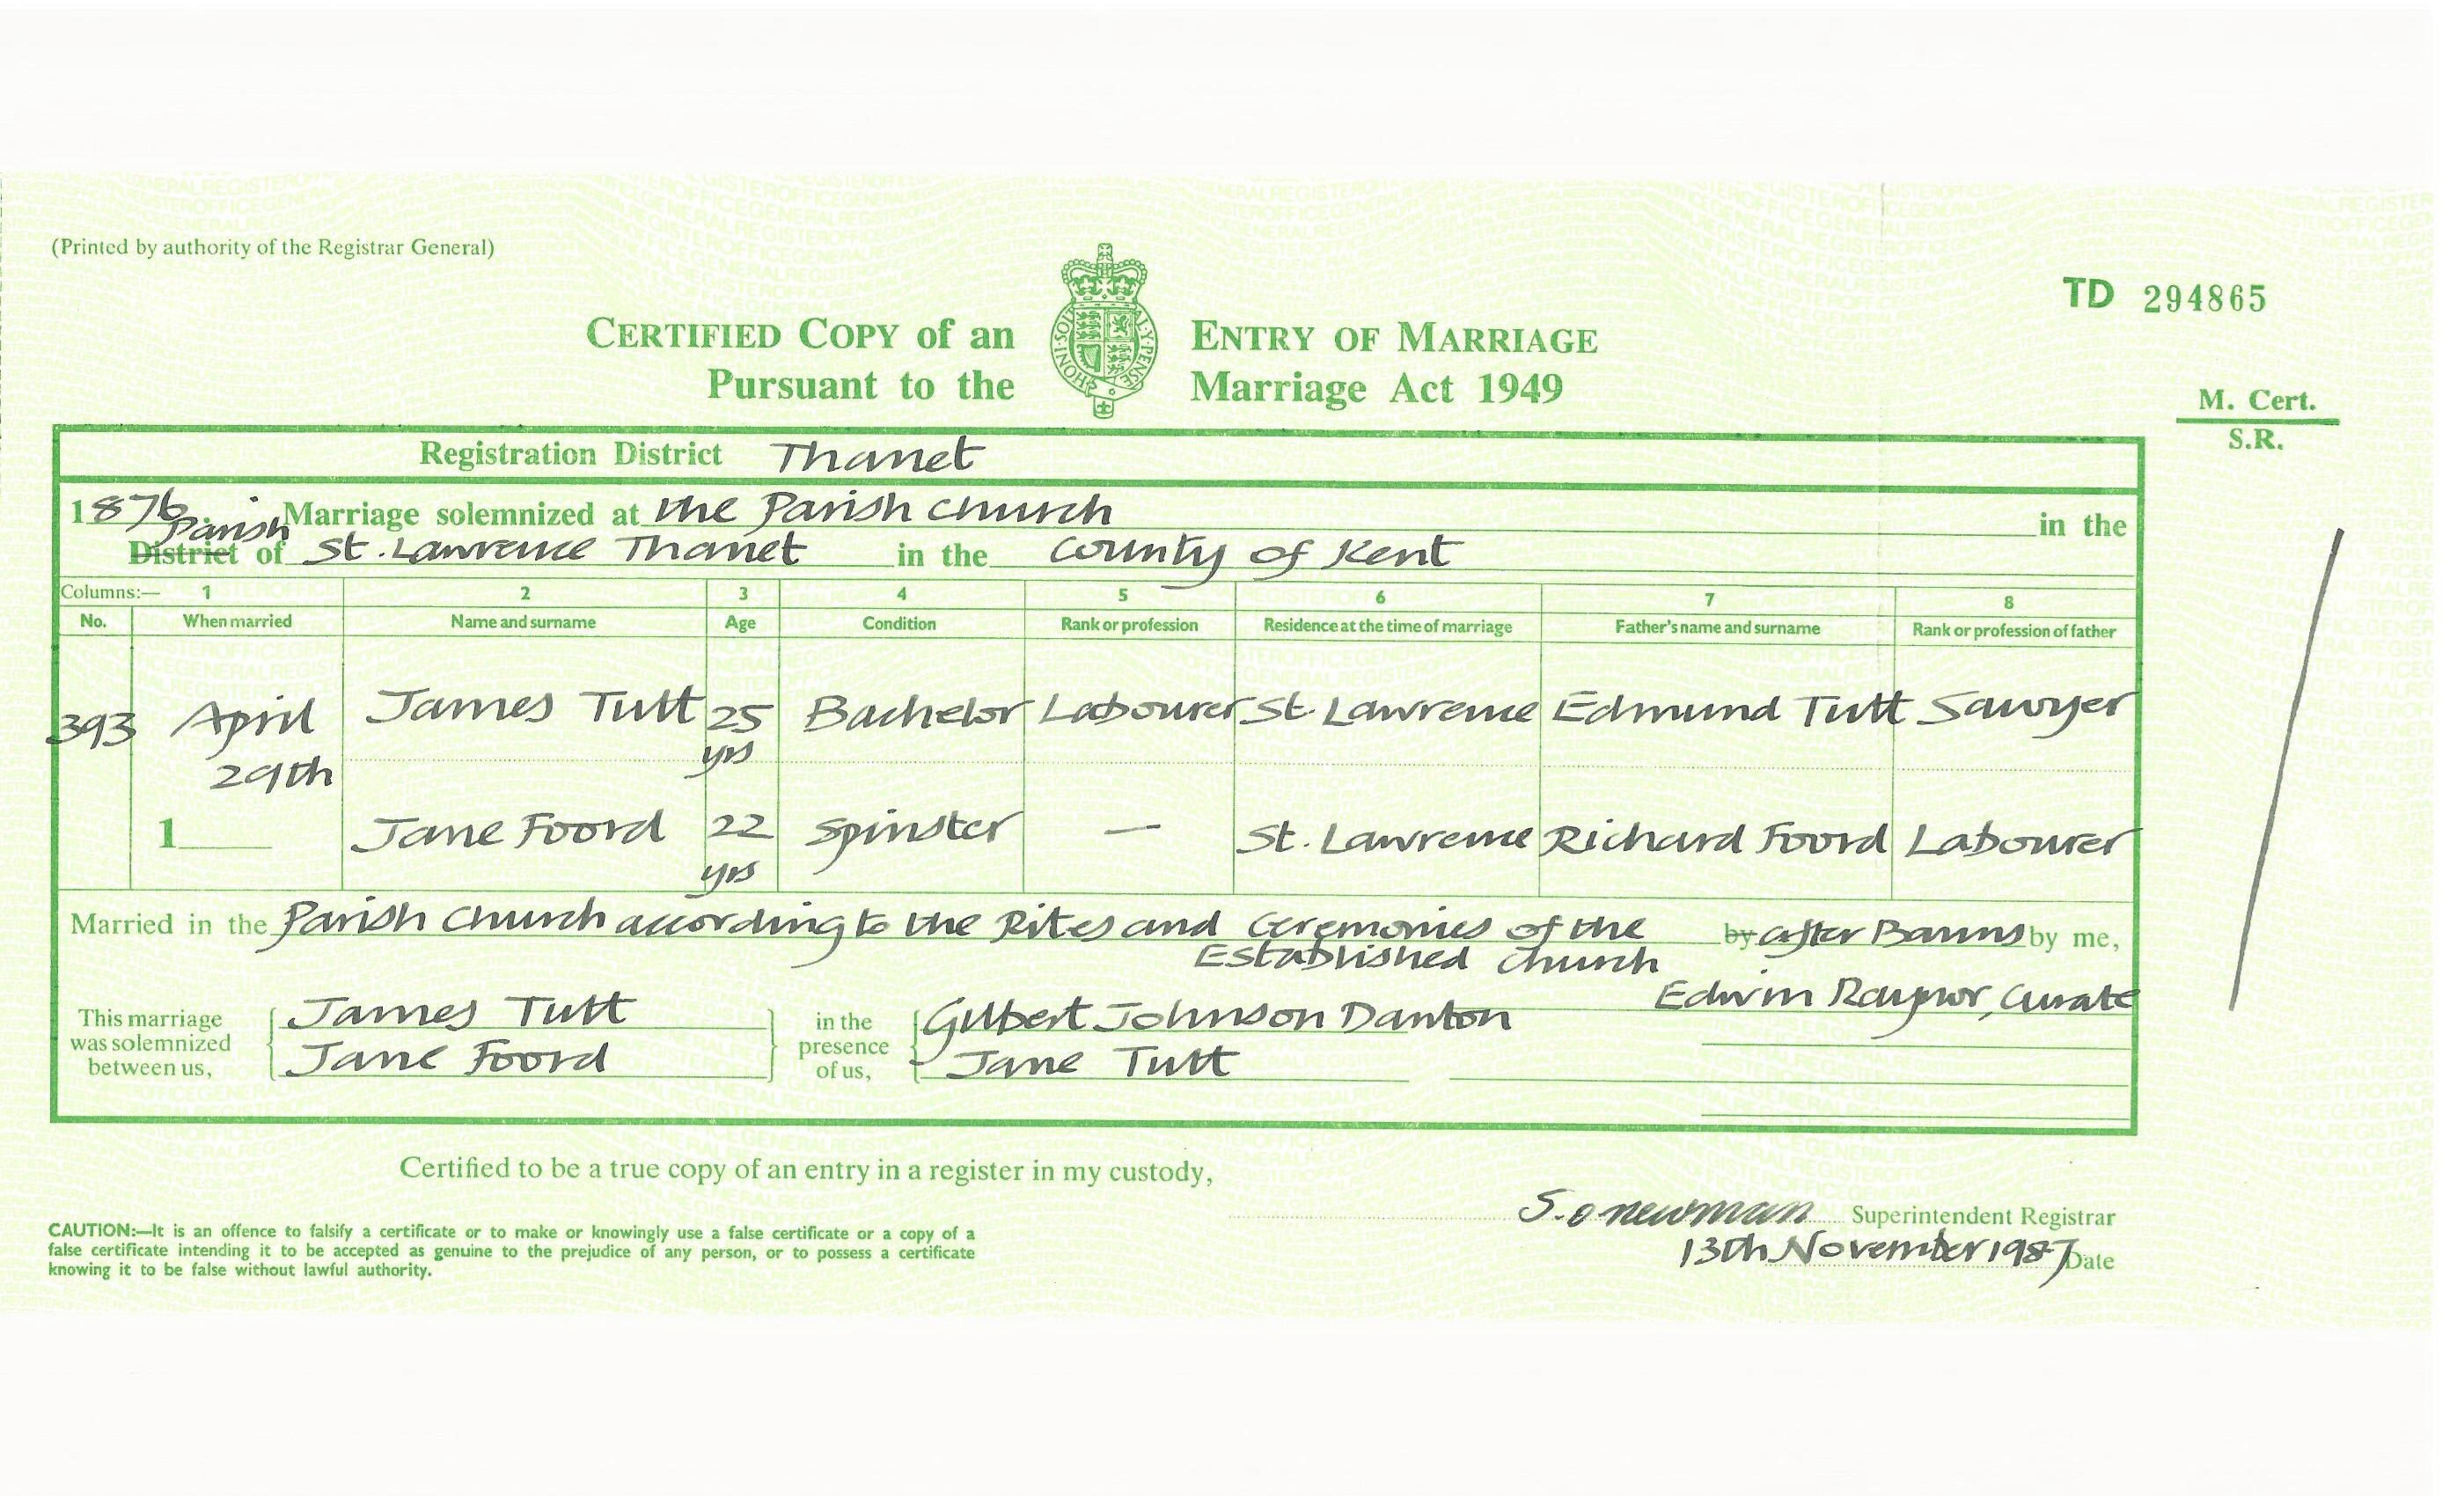 (Printed by authority of the Registrar General)
TD 294865
CERTIFIED COPY of an ENTRY OF MARRIAGE
Pursuant to the Marriage Act 1949
HONI·SOIT·QUI·MAL·Y·PENSE
M. Cert.
S.R.
Registration District Thanet
1876. Marriage solemnized at the Parish Church in the
Parish
District of St. Lawrence Thanet in the County of Kent
Columns:— 1 2 3 4 5 6 7 8
No. When married Name and surname Age Condition Rank or profession Residence at the time of marriage Father's name and surname Rank or profession of father
393 April James Tutt 25 Bachelor Labourer St. Lawrence Edmund Tutt Sawyer
29th yrs
1 Jane Foord 22 Spinster — St. Lawrence Richard Foord Labourer
yrs
Married in the Parish Church according to the Rites and Ceremonies of the by after Banns by me,
Established Church
Edwin Raynor, Curate
This marriage was solemnized between us, James Tutt in the presence of us, Gilbert Johnson Danton
Jane Foord Jane Tutt
Certified to be a true copy of an entry in a register in my custody,
S.O Newman Superintendent Registrar
13th November 1987 Date
CAUTION:—It is an offence to falsify a certificate or to make or knowingly use a false certificate or a copy of a
false certificate intending it to be accepted as genuine to the prejudice of any person, or to possess a certificate
knowing it to be false without lawful authority.